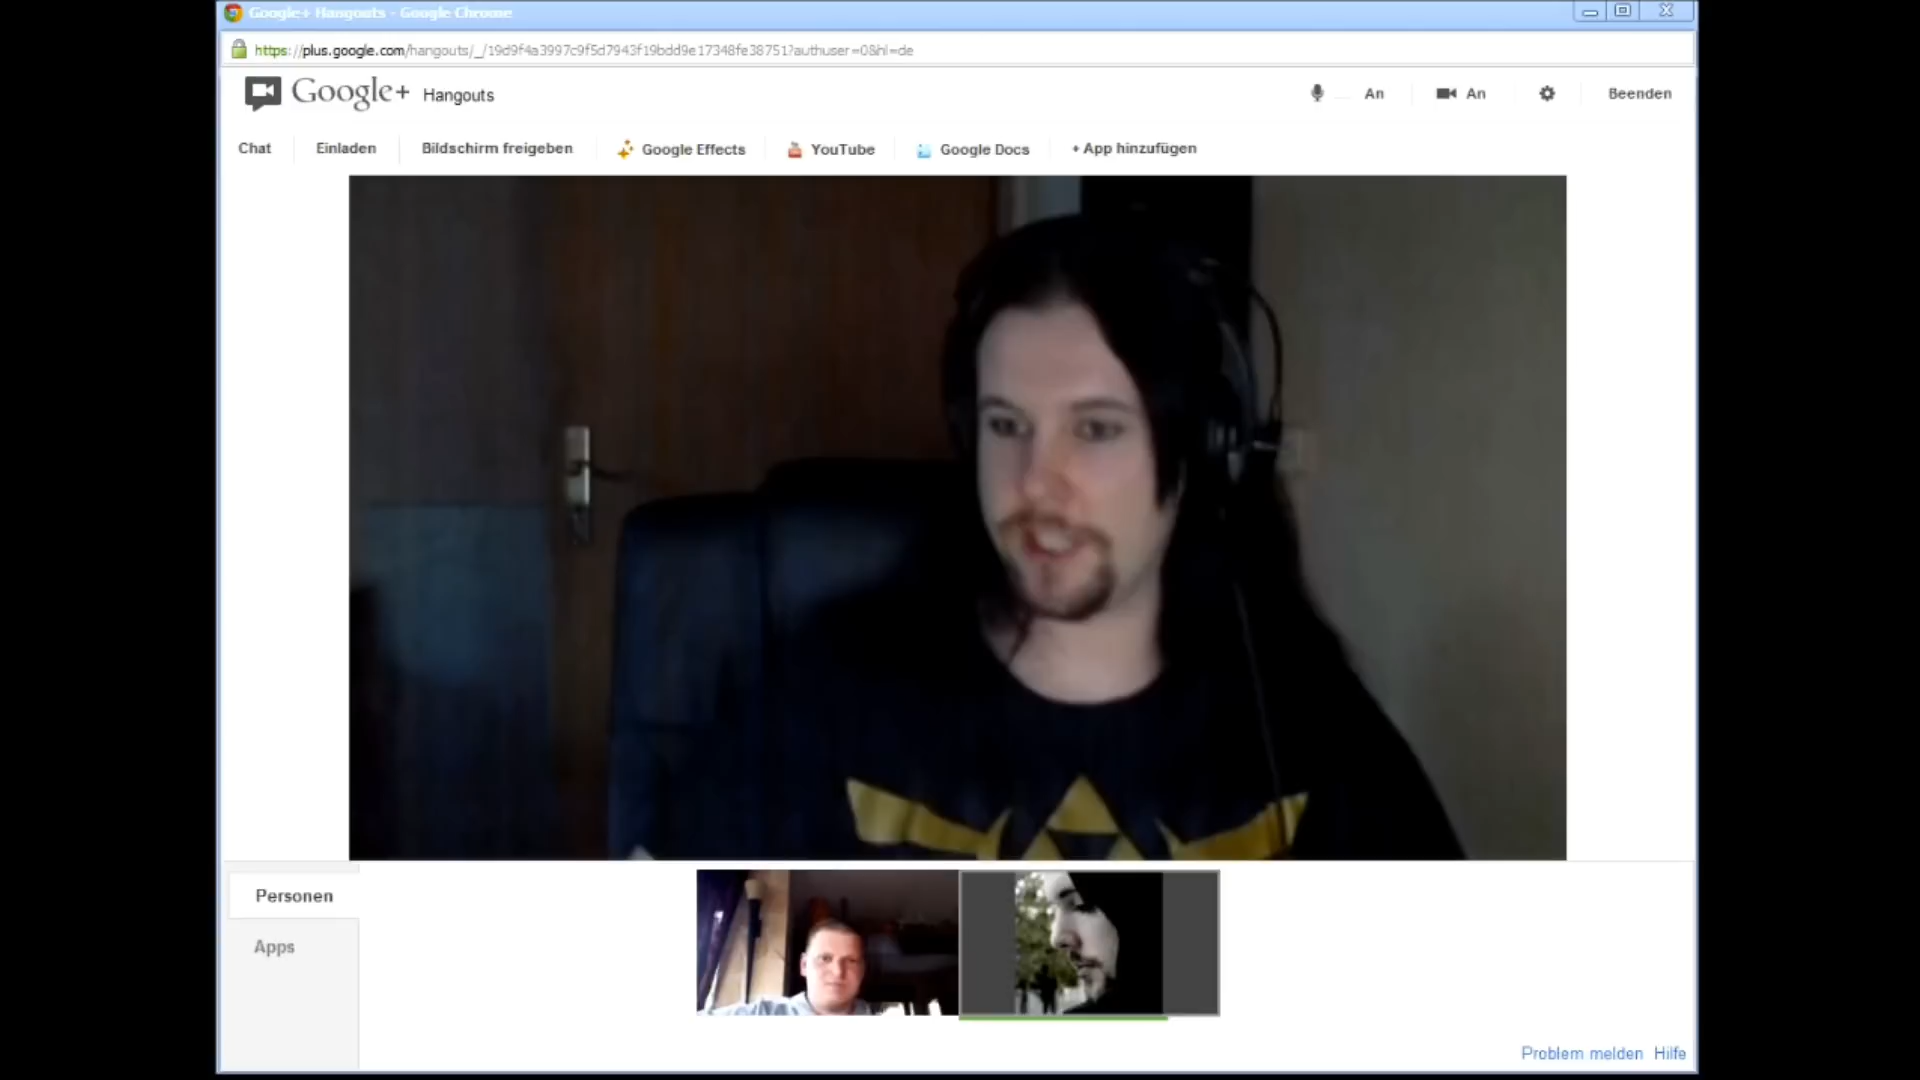 Google+ Hangouts - Google Chrome
https://plus.google.com/hangouts/_/19d9f4a3997c9f5d7943f19bdd9e17348fe38751?authuser=0&hl=de
Google+ Hangouts
An
An
Beenden
Chat
Einladen
Bildschirm freigeben
Google Effects
YouTube
Google Docs
+ App hinzufügen
Personen
Apps
Problem melden
Hilfe